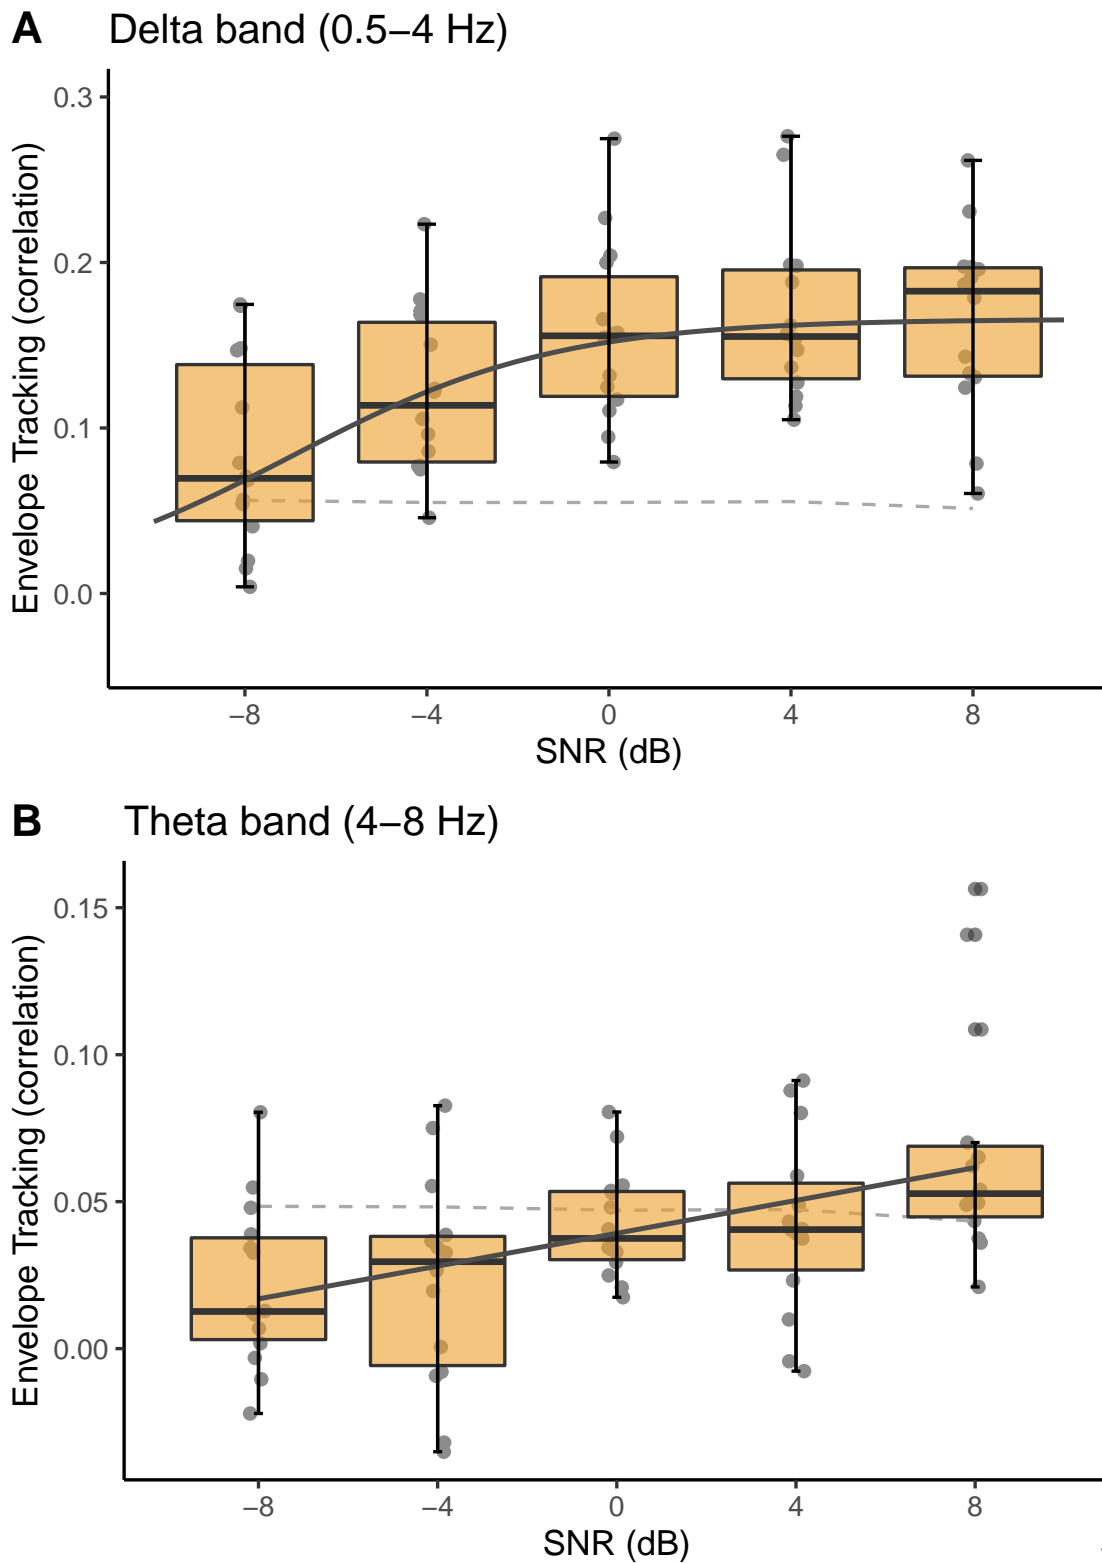 A Delta band (0.5–4 Hz)
Envelope Tracking (correlation)
0.3
0.2
0.1
0.0
−8 −4 0 4 8
SNR (dB)
B Theta band (4–8 Hz)
Envelope Tracking (correlation)
0.15
0.10
0.05
0.00
−8 −4 0 4 8
SNR (dB)